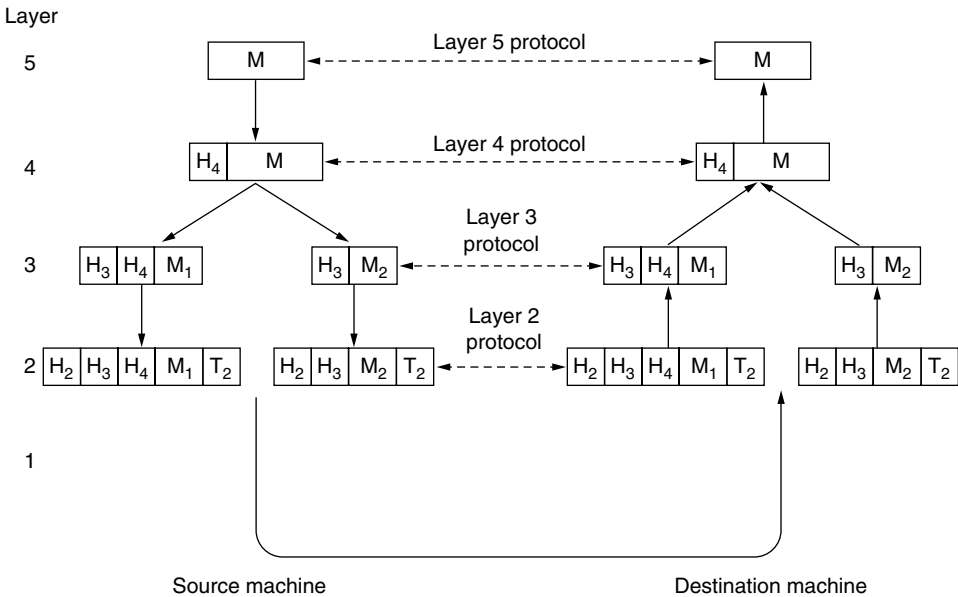 Layer
5 M Layer 5 protocol M
4 H₄ M Layer 4 protocol H₄ M
Layer 3
protocol
3 H₃ H₄ M₁ H₃ M₂ H₃ H₄ M₁ H₃ M₂
Layer 2
protocol
2 H₂ H₃ H₄ M₁ T₂ H₂ H₃ M₂ T₂ H₂ H₃ H₄ M₁ T₂ H₂ H₃ M₂ T₂
1
Source machine Destination machine